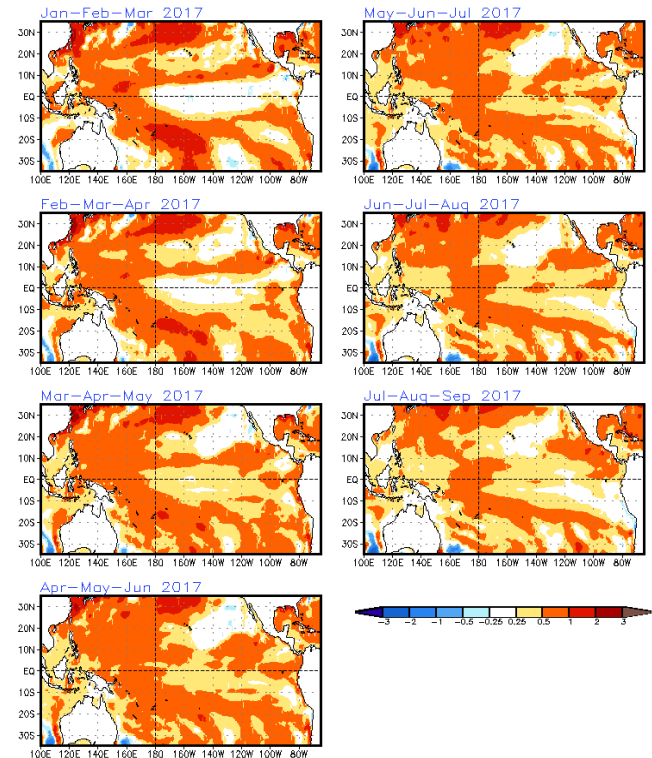 Jan-Feb-Mar 2017
30N
20N
10N
EQ
10S
20S
30S
100E 120E 140E 160E 180 160W 140W 120W 100W 80W
May-Jun-Jul 2017
30N
20N
10N
EQ
10S
20S
30S
100E 120E 140E 160E 180 160W 140W 120W 100W 80W
Feb-Mar-Apr 2017
30N
20N
10N
EQ
10S
20S
30S
100E 120E 140E 160E 180 160W 140W 120W 100W 80W
Jun-Jul-Aug 2017
30N
20N
10N
EQ
10S
20S
30S
100E 120E 140E 160E 180 160W 140W 120W 100W 80W
Mar-Apr-May 2017
30N
20N
10N
EQ
10S
20S
30S
100E 120E 140E 160E 180 160W 140W 120W 100W 80W
Jul-Aug-Sep 2017
30N
20N
10N
EQ
10S
20S
30S
100E 120E 140E 160E 180 160W 140W 120W 100W 80W
Apr-May-Jun 2017
30N
20N
10N
EQ
10S
20S
30S
100E 120E 140E 160E 180 160W 140W 120W 100W 80W
-3 -2 -1 -0.5 -0.25 0.25 0.5 1 2 3